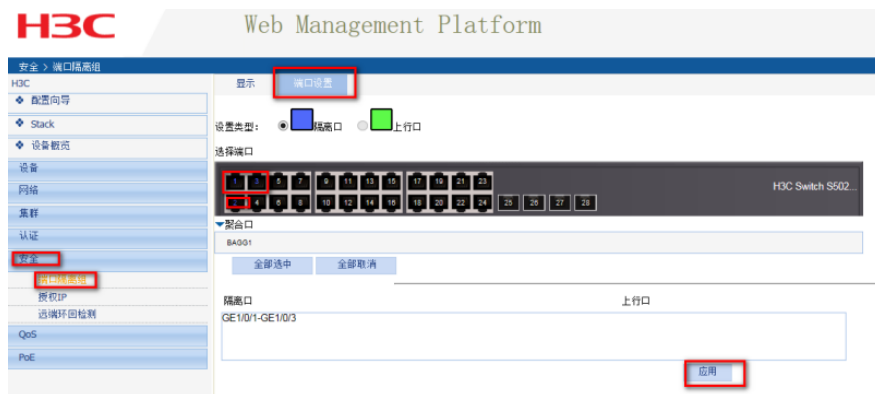 H3C
Web Management Platform
安全 > 端口隔离组
H3C
配置向导
Stack
设备概览
设备
网络
集群
认证
安全
端口隔离组
授权IP
远端环回检测
QoS
PoE
显示
端口设置
设置类型：
隔离口
上行口
选择端口
1 3 5 7 9 11 13 15 17 19 21 23
2 4 6 8 10 12 14 16 18 20 22 24 25 26 27 28
H3C Switch S502...
聚合口
BAGG1
全部选中
全部取消
隔离口
上行口
GE1/0/1-GE1/0/3
应用